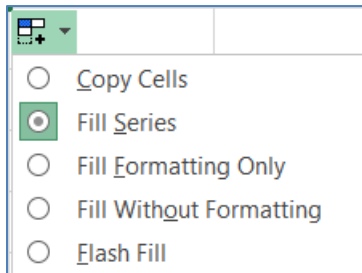 Copy Cells
Fill Series
Fill Formatting Only
Fill Without Formatting
Flash Fill